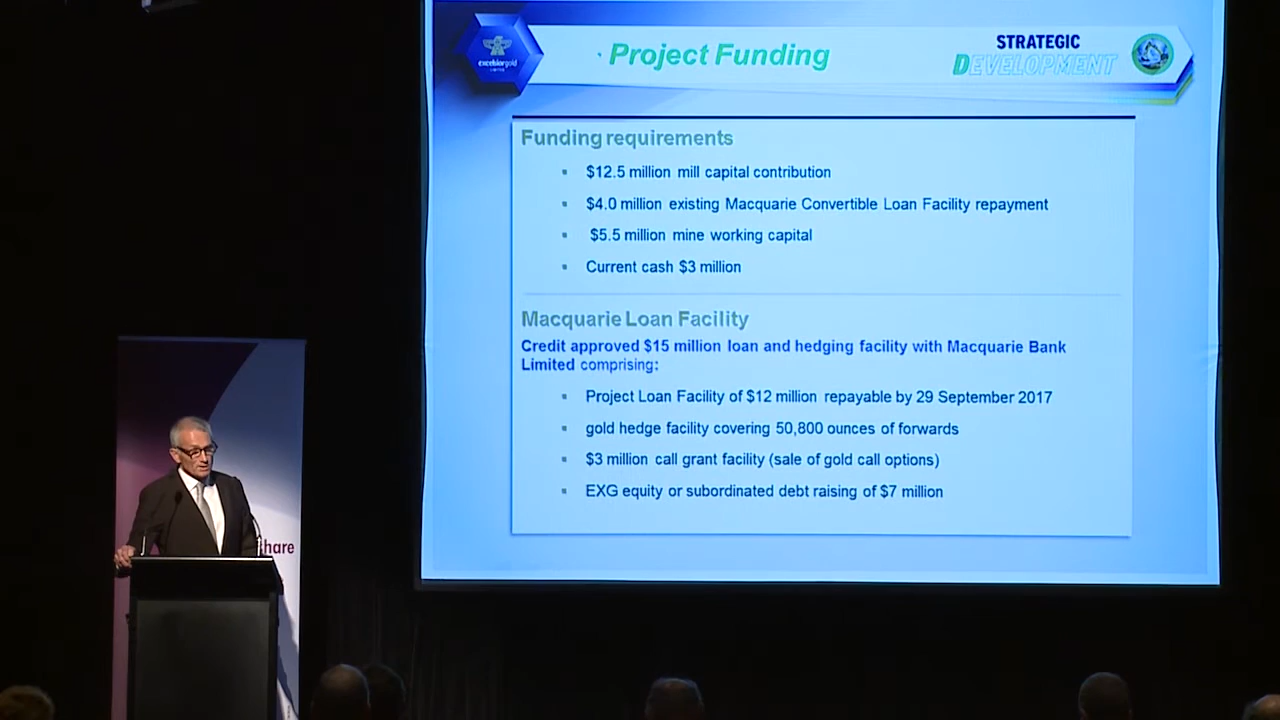 excelsiorgold
Project Funding
STRATEGIC
DEVELOPMENT
Funding requirements
$12.5 million mill capital contribution
$4.0 million existing Macquarie Convertible Loan Facility repayment
$5.5 million mine working capital
Current cash $3 million
Macquarie Loan Facility
Credit approved $15 million loan and hedging facility with Macquarie Bank
Limited comprising:
Project Loan Facility of $12 million repayable by 29 September 2017
gold hedge facility covering 50,800 ounces of forwards
$3 million call grant facility (sale of gold call options)
EXG equity or subordinated debt raising of $7 million
hare